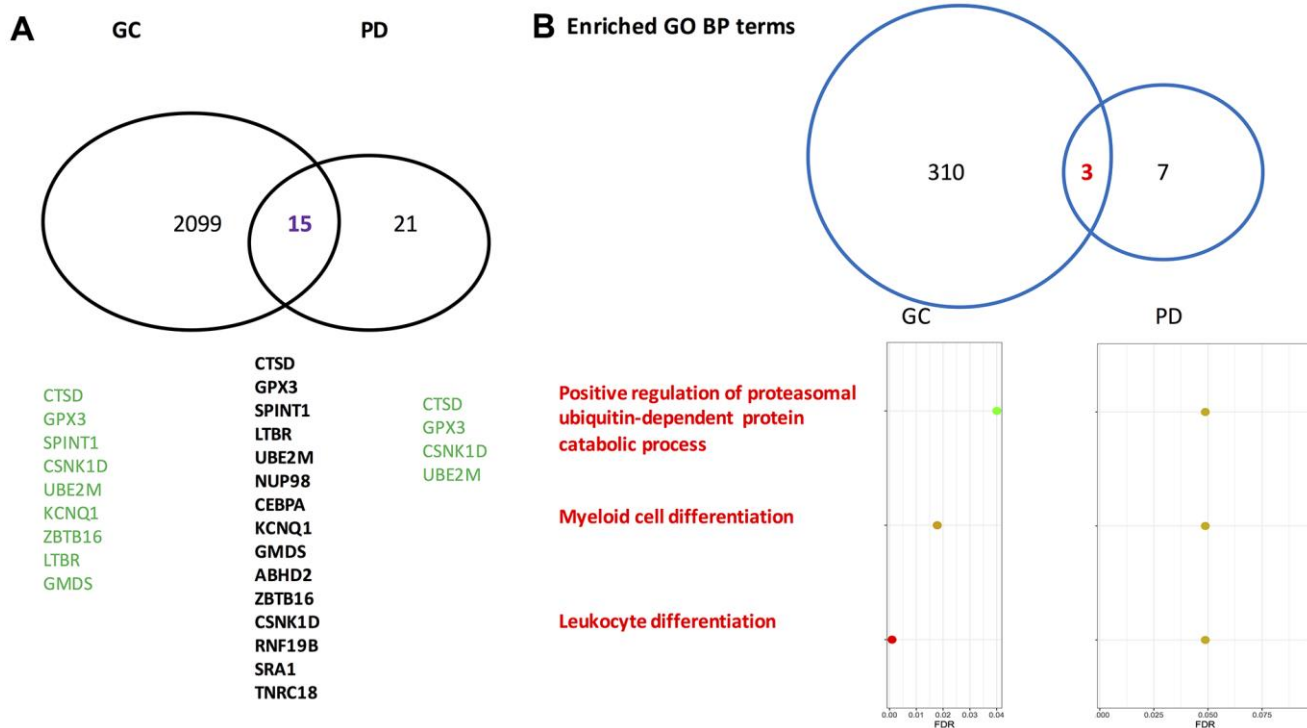 A
GC
PD
2099
15
21
CTSD
GPX3
SPINT1
CSNK1D
UBE2M
KCNQ1
ZBTB16
LTBR
GMDS
CTSD
GPX3
SPINT1
LTBR
UBE2M
NUP98
CEBPA
KCNQ1
GMDS
ABHD2
ZBTB16
CSNK1D
RNF19B
SRA1
TNRC18
CTSD
GPX3
CSNK1D
UBE2M
B Enriched GO BP terms
310
3
7
GC
PD
Positive regulation of proteasomal
ubiquitin-dependent protein
catabolic process
Myeloid cell differentiation
Leukocyte differentiation
0.00 0.01 0.02 0.03 0.04
FDR
.000 0.025 0.050 0.075
FDR